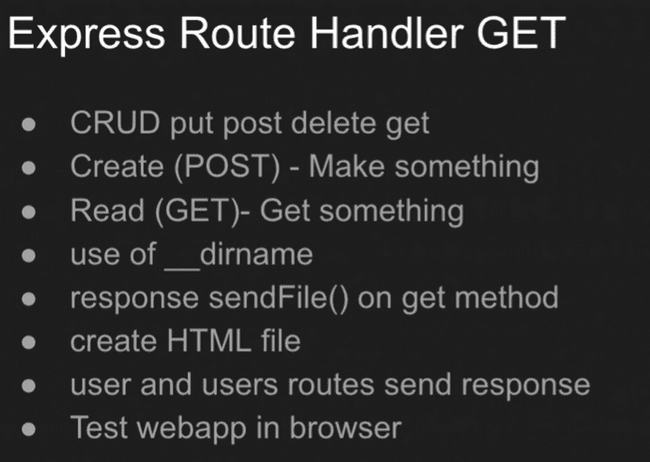 Express Route Handler GET
● CRUD put post delete get
● Create (POST) - Make something
● Read (GET)- Get something
● use of __dirname
● response sendFile() on get method
● create HTML file
● user and users routes send response
● Test webapp in browser